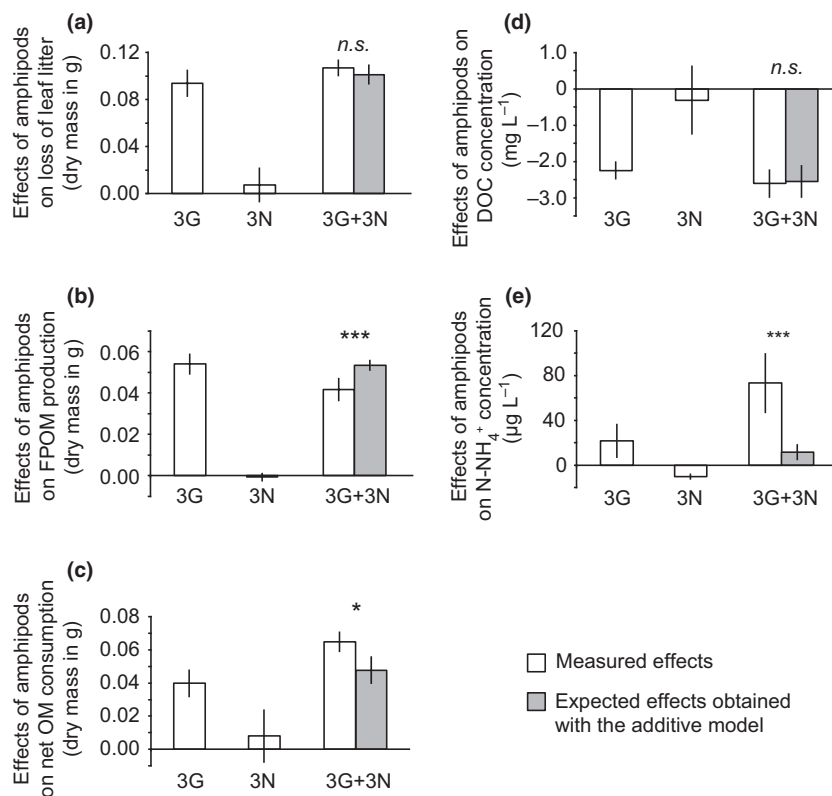 (a)
Effects of amphipods
on loss of leaf litter
(dry mass in g)
0.12
0.08
0.04
0.00
n.s.
3G 3N 3G+3N
(b)
Effects of amphipods
on FPOM production
(dry mass in g)
0.06
0.04
0.02
0.00
***
3G 3N 3G+3N
(c)
Effects of amphipods
on net OM consumption
(dry mass in g)
0.08
0.06
0.04
0.02
0.00
*
3G 3N 3G+3N
(d)
Effects of amphipods on
DOC concentration
(mg L⁻¹)
1.0
0
–1.0
–2.0
–3.0
n.s.
3G 3N 3G+3N
(e)
Effects of amphipods
on N-NH₄⁺ concentration
(µg L⁻¹)
120
80
40
0
***
3G 3N 3G+3N
Measured effects
Expected effects obtained
with the additive model